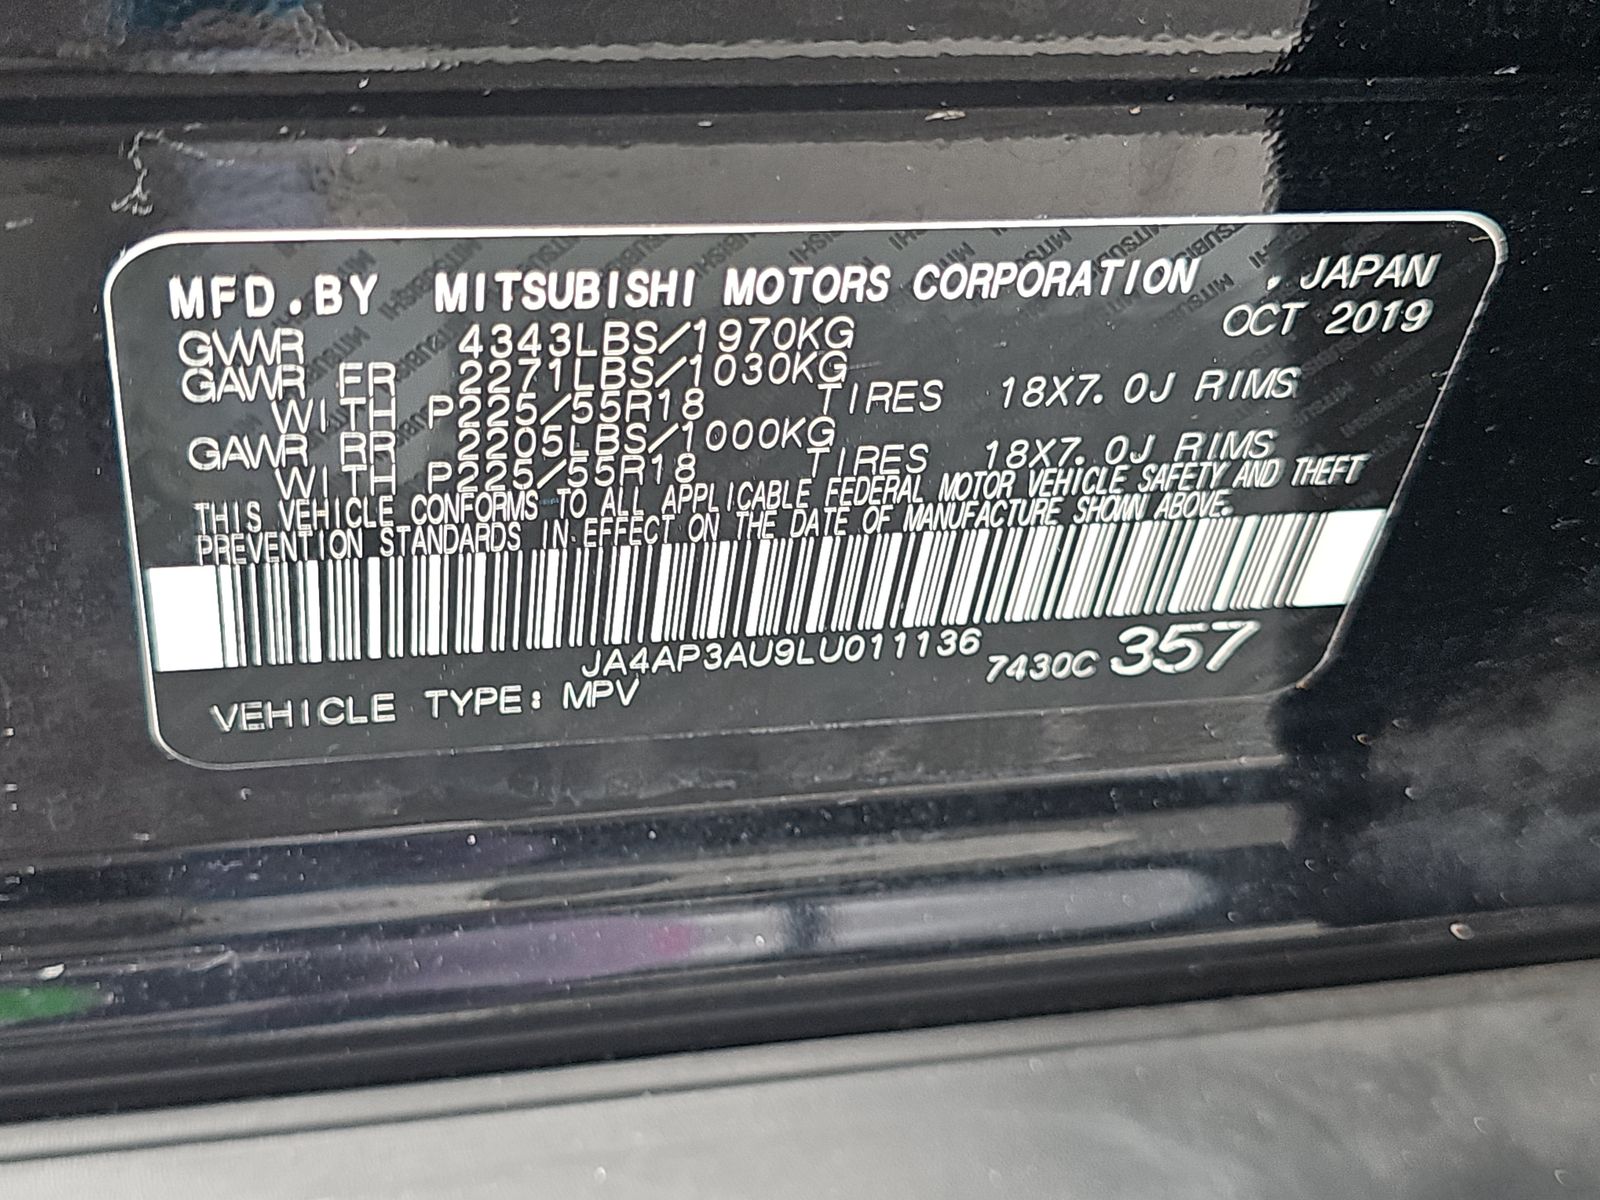 MFD.BY MITSUBISHI MOTORS CORPORATION , JAPAN
GVWR 4343LBS/1970KG OCT 2019
GAWR FR 2271LBS/1030KG
WITH P225/55R18 TIRES 18X7.0J RIMS
GAWR RR 2205LBS/1000KG
WITH P225/55R18 TIRES 18X7.0J RIMS
THIS VEHICLE CONFORMS TO ALL APPLICABLE FEDERAL MOTOR VEHICLE SAFETY AND THEFT
PREVENTION STANDARDS IN EFFECT ON THE DATE OF MANUFACTURE SHOWN ABOVE.
JA4AP3AU9LU011136 7430C 357
VEHICLE TYPE: MPV